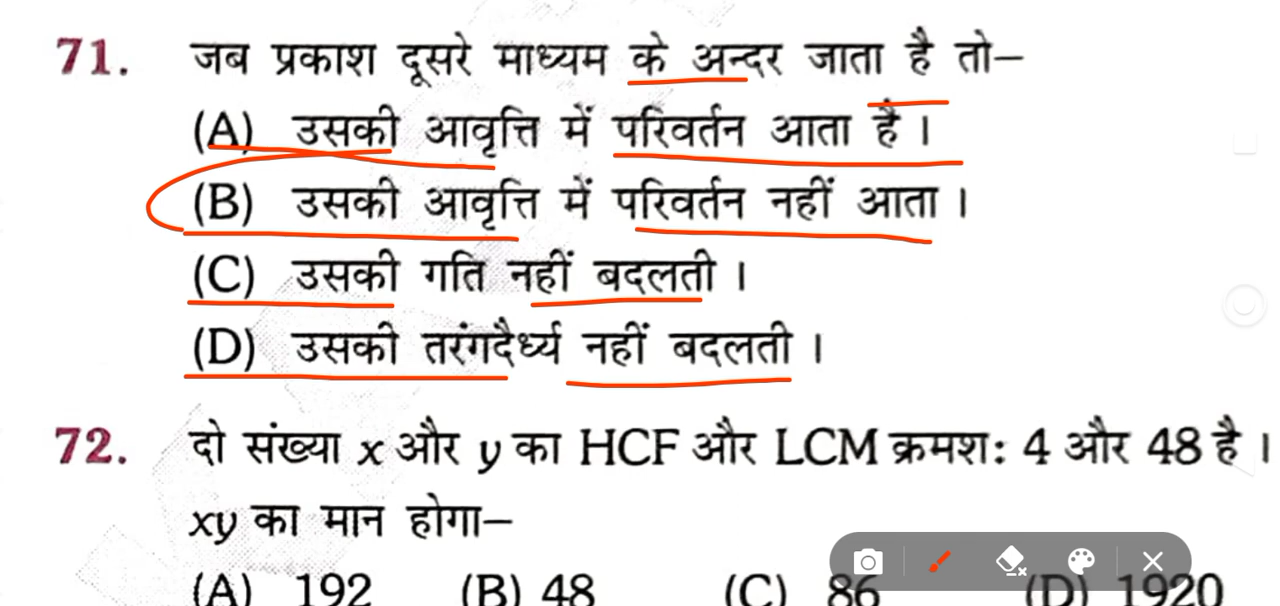 71. जब प्रकाश दूसरे माध्यम के अन्दर जाता है तो–
(A) उसकी आवृत्ति में परिवर्तन आता है।
(B) उसकी आवृत्ति में परिवर्तन नहीं आता।
(C) उसकी गति नहीं बदलती।
(D) उसकी तरंगदैर्ध्य नहीं बदलती।
72. दो संख्या x और y का HCF और LCM क्रमश: 4 और 48 है।
xy का मान होगा–
(A) 192 (B) 48 (C) 86 (D) 1920